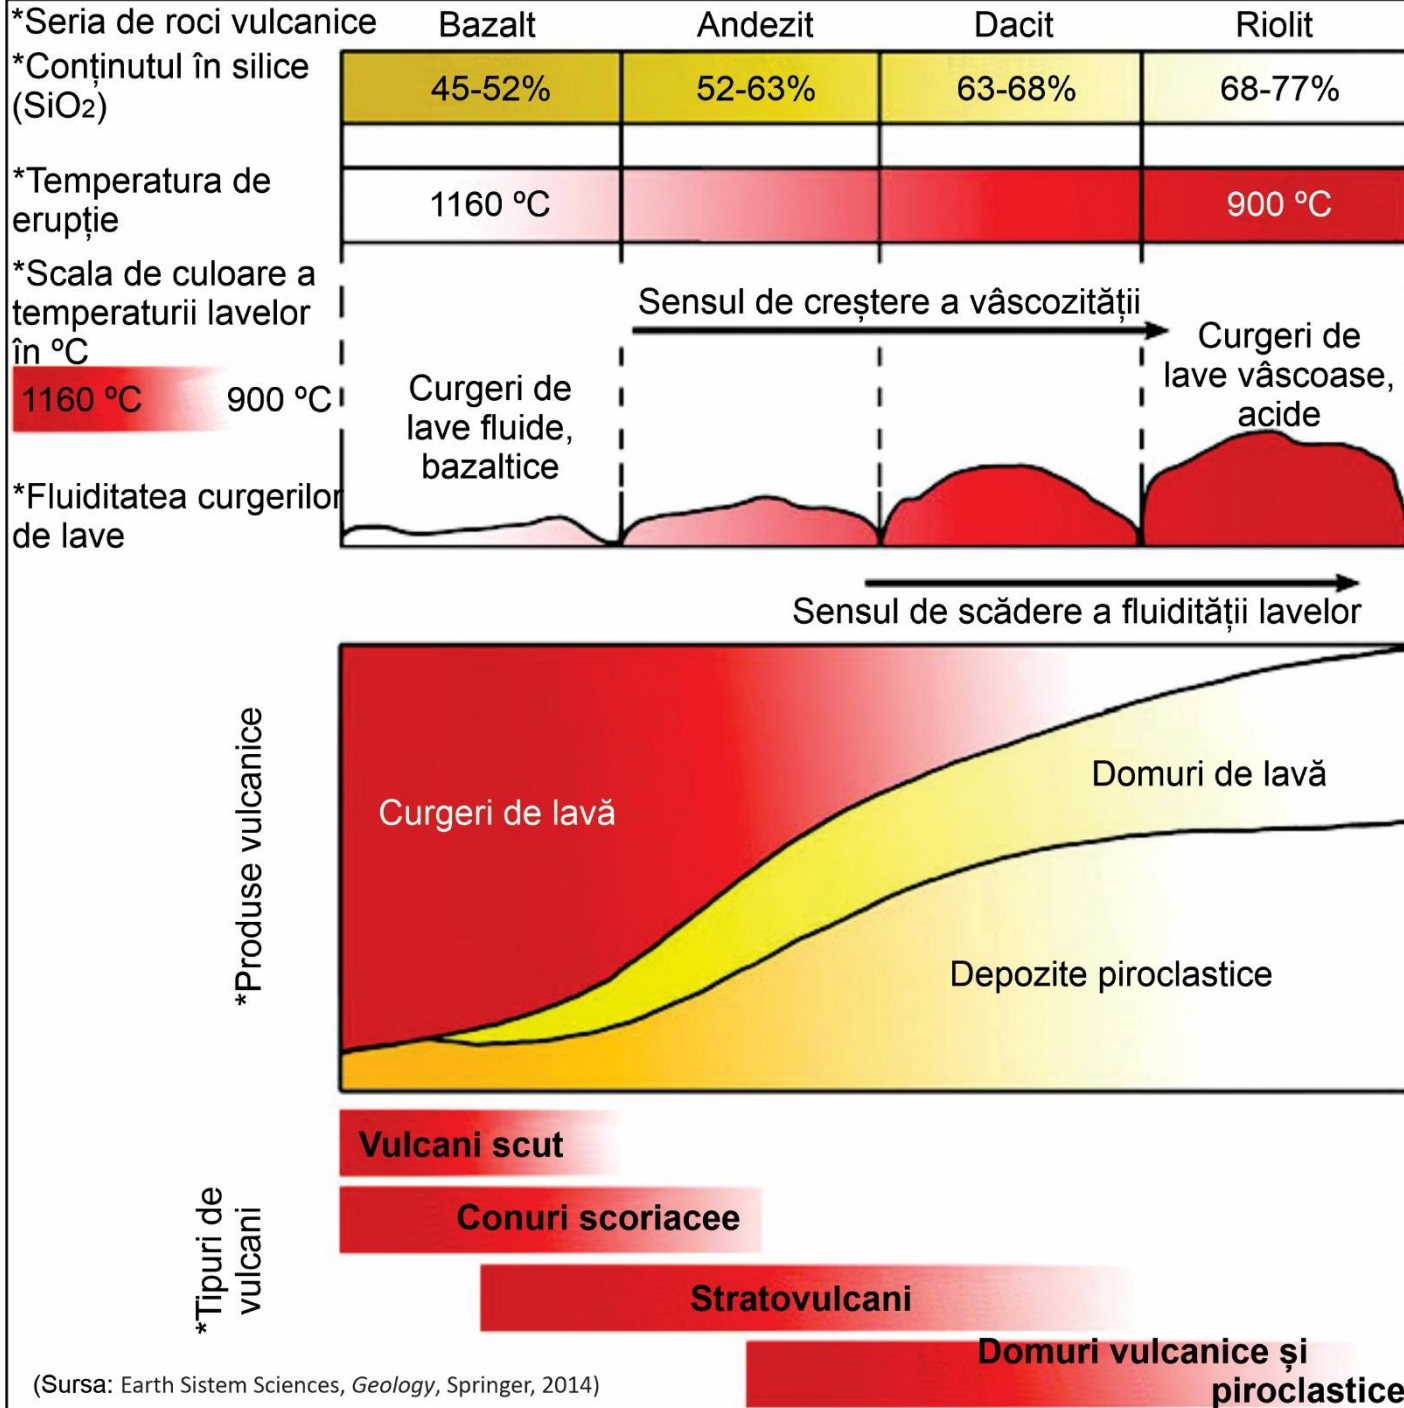 *Seria de roci vulcanice
Bazalt
Andezit
Dacit
Riolit
*Conținutul în silice
(SiO2)
45-52%
52-63%
63-68%
68-77%
*Temperatura de
erupție
1160 ºC
900 ºC
*Scala de culoare a
temperaturii lavelor
în ºC
1160 ºC
900 ºC
Sensul de creștere a vâscozității
Curgeri de
lave fluide,
bazaltice
Curgeri de
lave vâscoase,
acide
*Fluiditatea curgerilor
de lave
Sensul de scădere a fluidității lavelor
*Produse vulcanice
Curgeri de lavă
Domuri de lavă
Depozite piroclastice
*Tipuri de
vulcani
Vulcani scut
Conuri scoriacee
Stratovulcani
Domuri vulcanice și
piroclastice
(Sursa: Earth Sistem Sciences, Geology, Springer, 2014)